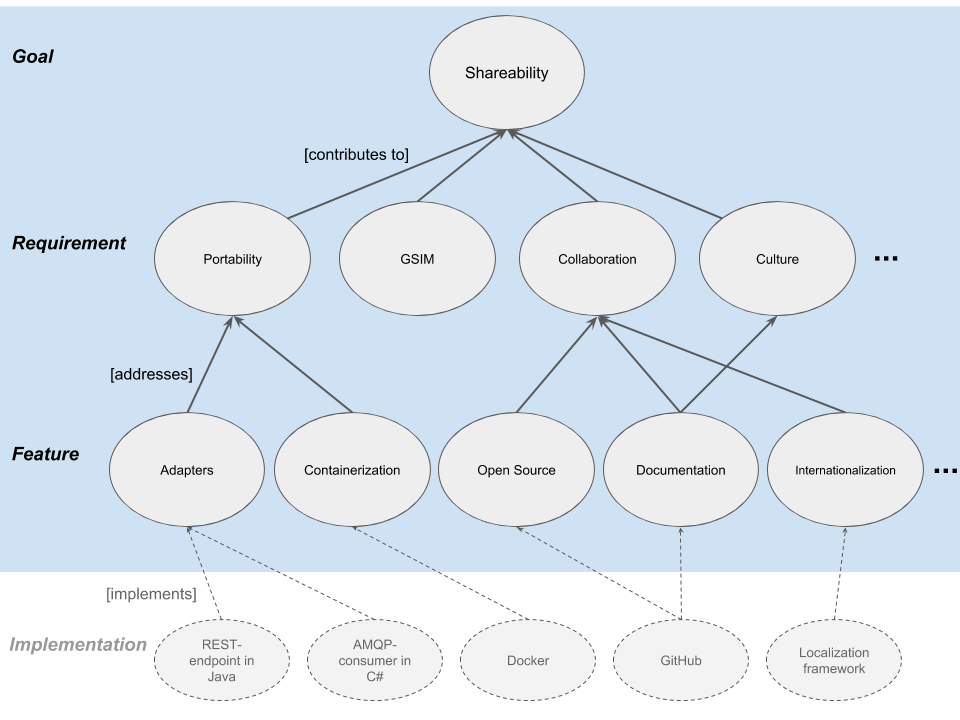 Goal
Shareability
[contributes to]
Requirement
Portability
GSIM
Collaboration
Culture
...
[addresses]
Feature
Adapters
Containerization
Open Source
Documentation
Internationalization
...
[implements]
Implementation
REST-
endpoint in
Java
AMQP-
consumer in
C#
Docker
GitHub
Localization
framework